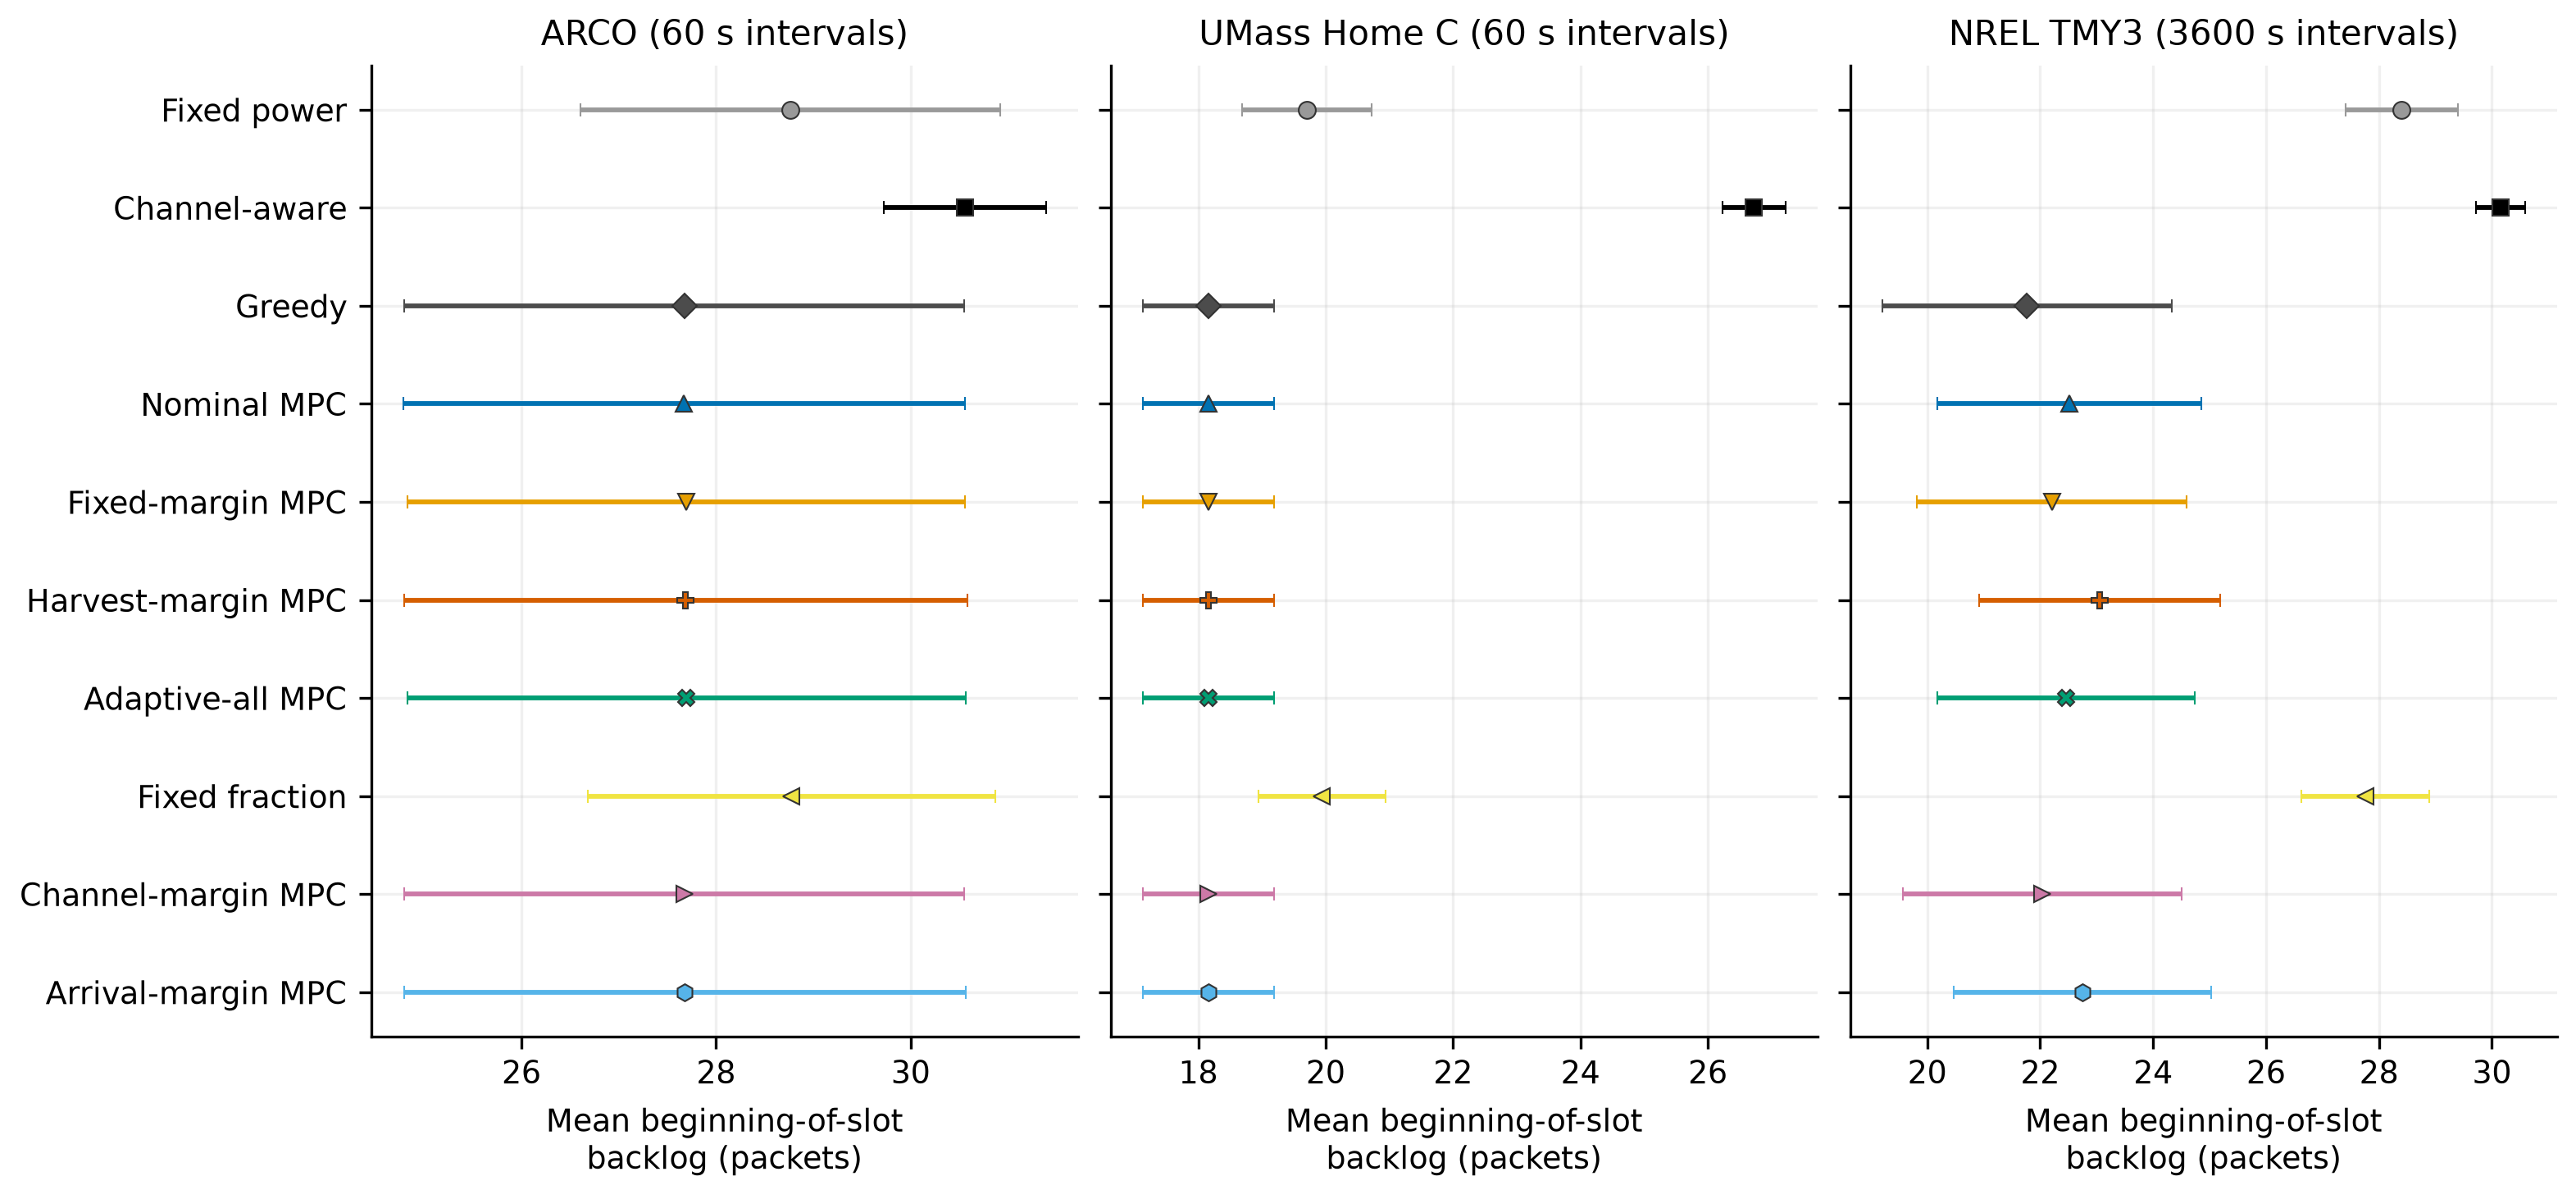 ARCO (60 s intervals)
UMass Home C (60 s intervals)
NREL TMY3 (3600 s intervals)
Fixed power
Channel-aware
Greedy
Nominal MPC
Fixed-margin MPC
Harvest-margin MPC
Adaptive-all MPC
Fixed fraction
Channel-margin MPC
Arrival-margin MPC
26 28 30
18 20 22 24 26
20 22 24 26 28 30
Mean beginning-of-slot
backlog (packets)
Mean beginning-of-slot
backlog (packets)
Mean beginning-of-slot
backlog (packets)